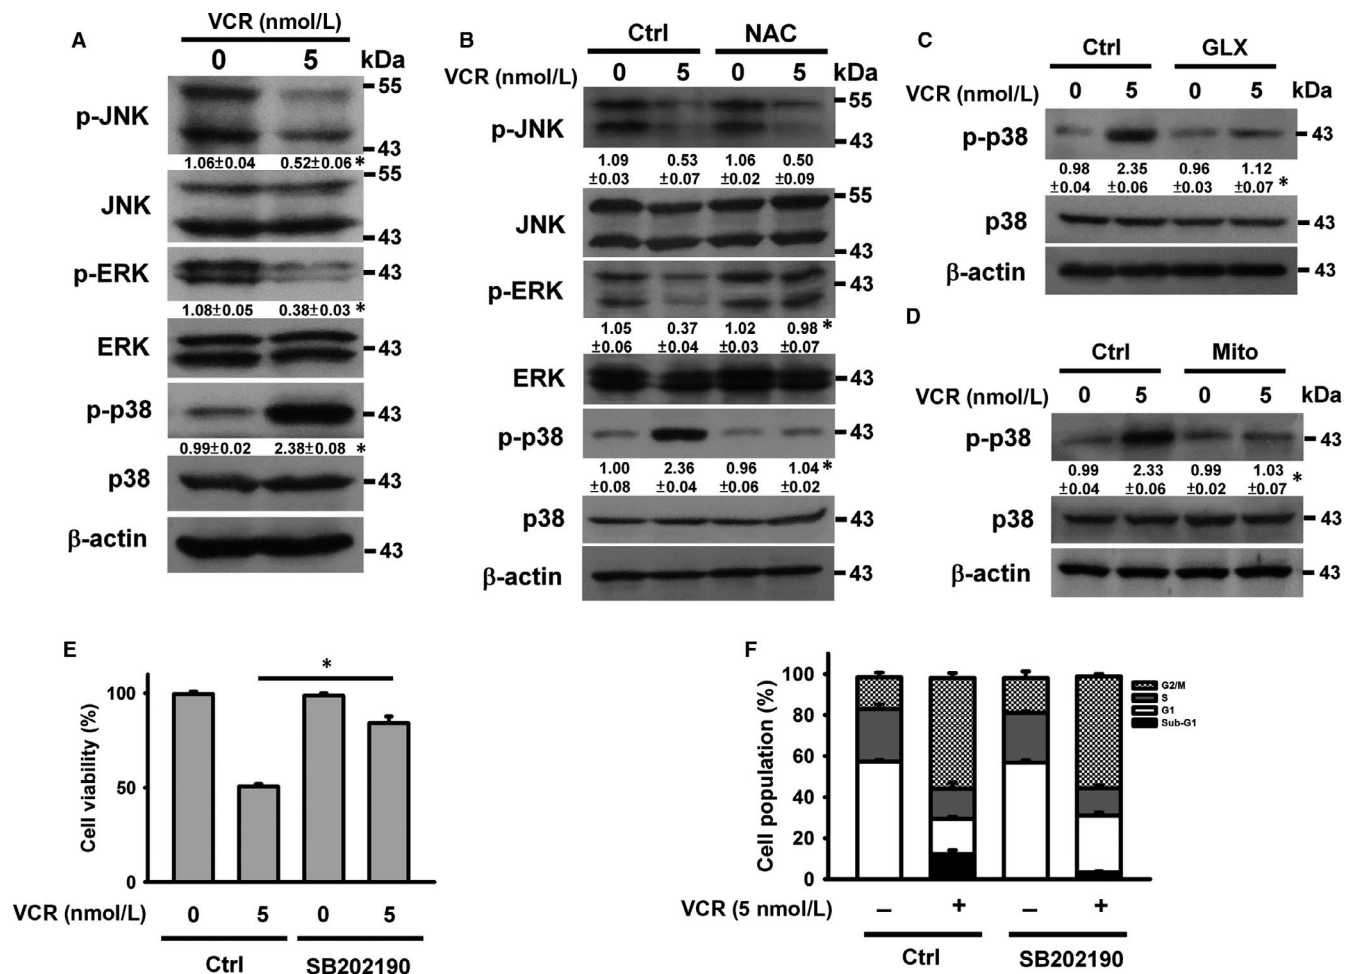 A
VCR (nmol/L)
0 5 kDa
p-JNK
55
43
1.06±0.04 0.52±0.06 *
JNK
55
43
p-ERK
43
1.08±0.05 0.38±0.03 *
ERK
43
p-p38
43
0.99±0.02 2.38±0.08 *
p38
43
β-actin
43
B
Ctrl NAC
VCR (nmol/L) 0 5 0 5 kDa
p-JNK
55
43
1.09 0.53 1.06 0.50
±0.03 ±0.07 ±0.02 ±0.09
JNK
55
43
p-ERK
43
1.05 0.37 1.02 0.98 *
±0.06 ±0.04 ±0.03 ±0.07
ERK
43
p-p38
43
1.00 2.36 0.96 1.04 *
±0.08 ±0.04 ±0.06 ±0.02
p38
43
β-actin
43
C
Ctrl GLX
VCR (nmol/L) 0 5 0 5 kDa
p-p38
43
0.98 2.35 0.96 1.12
±0.04 ±0.06 ±0.03 ±0.07 *
p38
43
β-actin
43
D
Ctrl Mito
VCR (nmol/L) 0 5 0 5 kDa
p-p38
43
0.99 2.33 0.99 1.03
±0.04 ±0.06 ±0.02 ±0.07 *
p38
43
β-actin
43
E
*
Cell viability (%)
100
50
0
VCR (nmol/L) 0 5 0 5
Ctrl SB202190
F
Cell population (%)
100
80
60
40
20
0
G2/M
S
G1
Sub-G1
VCR (5 nmol/L) – + – +
Ctrl SB202190